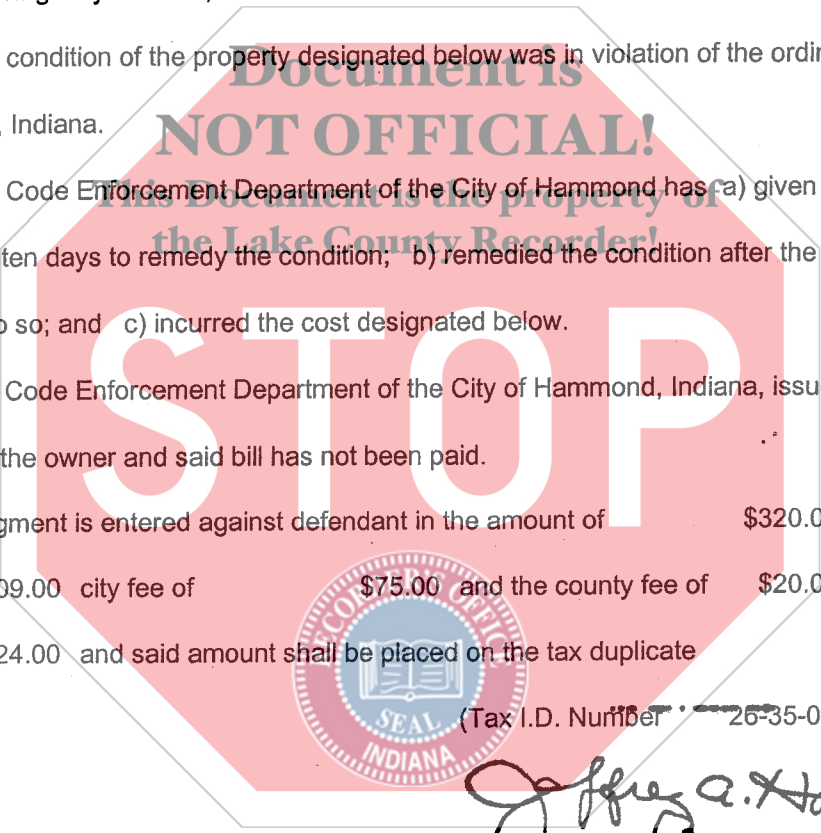 condition of the property designated below was in violation of the ordin
Document is
, Indiana.
NOT OFFICIAL!
Code Enforcement Department of the City of Hammond has a) given
This Document is the property of
the Lake County Recorder!
ten days to remedy the condition; b) remedied the condition after the
o so; and c) incurred the cost designated below.
STOP
Code Enforcement Department of the City of Hammond, Indiana, issu
the owner and said bill has not been paid.
gment is entered against defendant in the amount of $320.0
09.00 city fee of $75.00 and the county fee of $20.0
24.00 and said amount shall be placed on the tax duplicate
RECORDER'S OFFICE
SEAL
INDIANA
(Tax I.D. Number 26-35-0
Jeffrey A. Ha